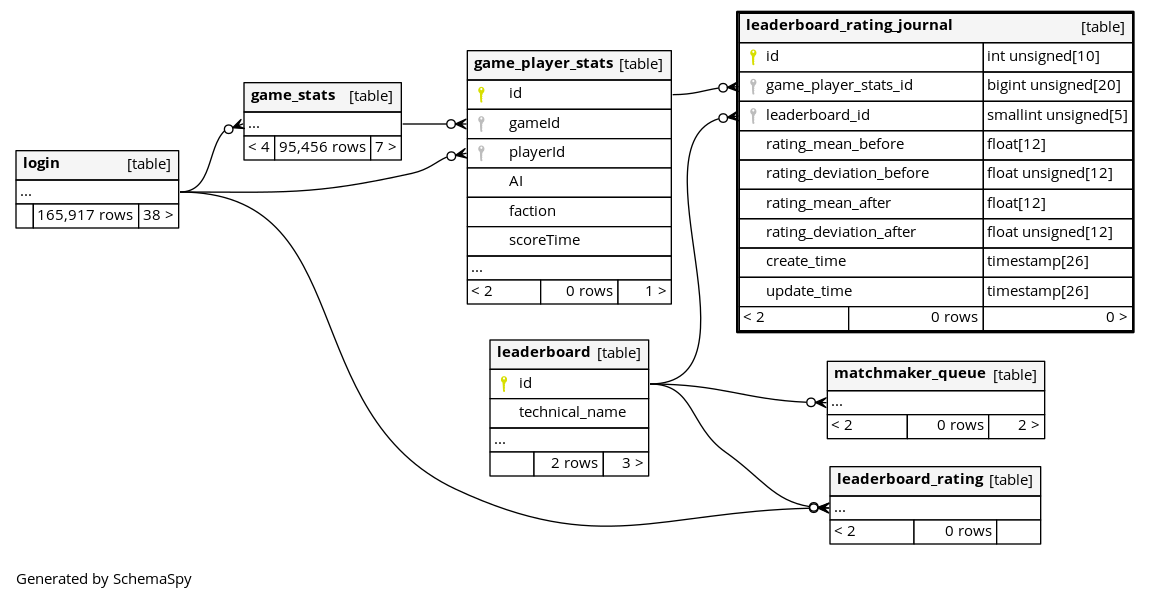 login [table]
...
165,917 rows 38 >
game_stats [table]
...
< 4 95,456 rows 7 >
game_player_stats [table]
id
gameId
playerId
AI
faction
scoreTime
...
< 2 0 rows 1 >
leaderboard_rating_journal [table]
id int unsigned[10]
game_player_stats_id bigint unsigned[20]
leaderboard_id smallint unsigned[5]
rating_mean_before float[12]
rating_deviation_before float unsigned[12]
rating_mean_after float[12]
rating_deviation_after float unsigned[12]
create_time timestamp[26]
update_time timestamp[26]
< 2 0 rows 0 >
leaderboard [table]
id
technical_name
...
2 rows 3 >
matchmaker_queue [table]
...
< 2 0 rows 2 >
leaderboard_rating [table]
...
< 2 0 rows
Generated by SchemaSpy